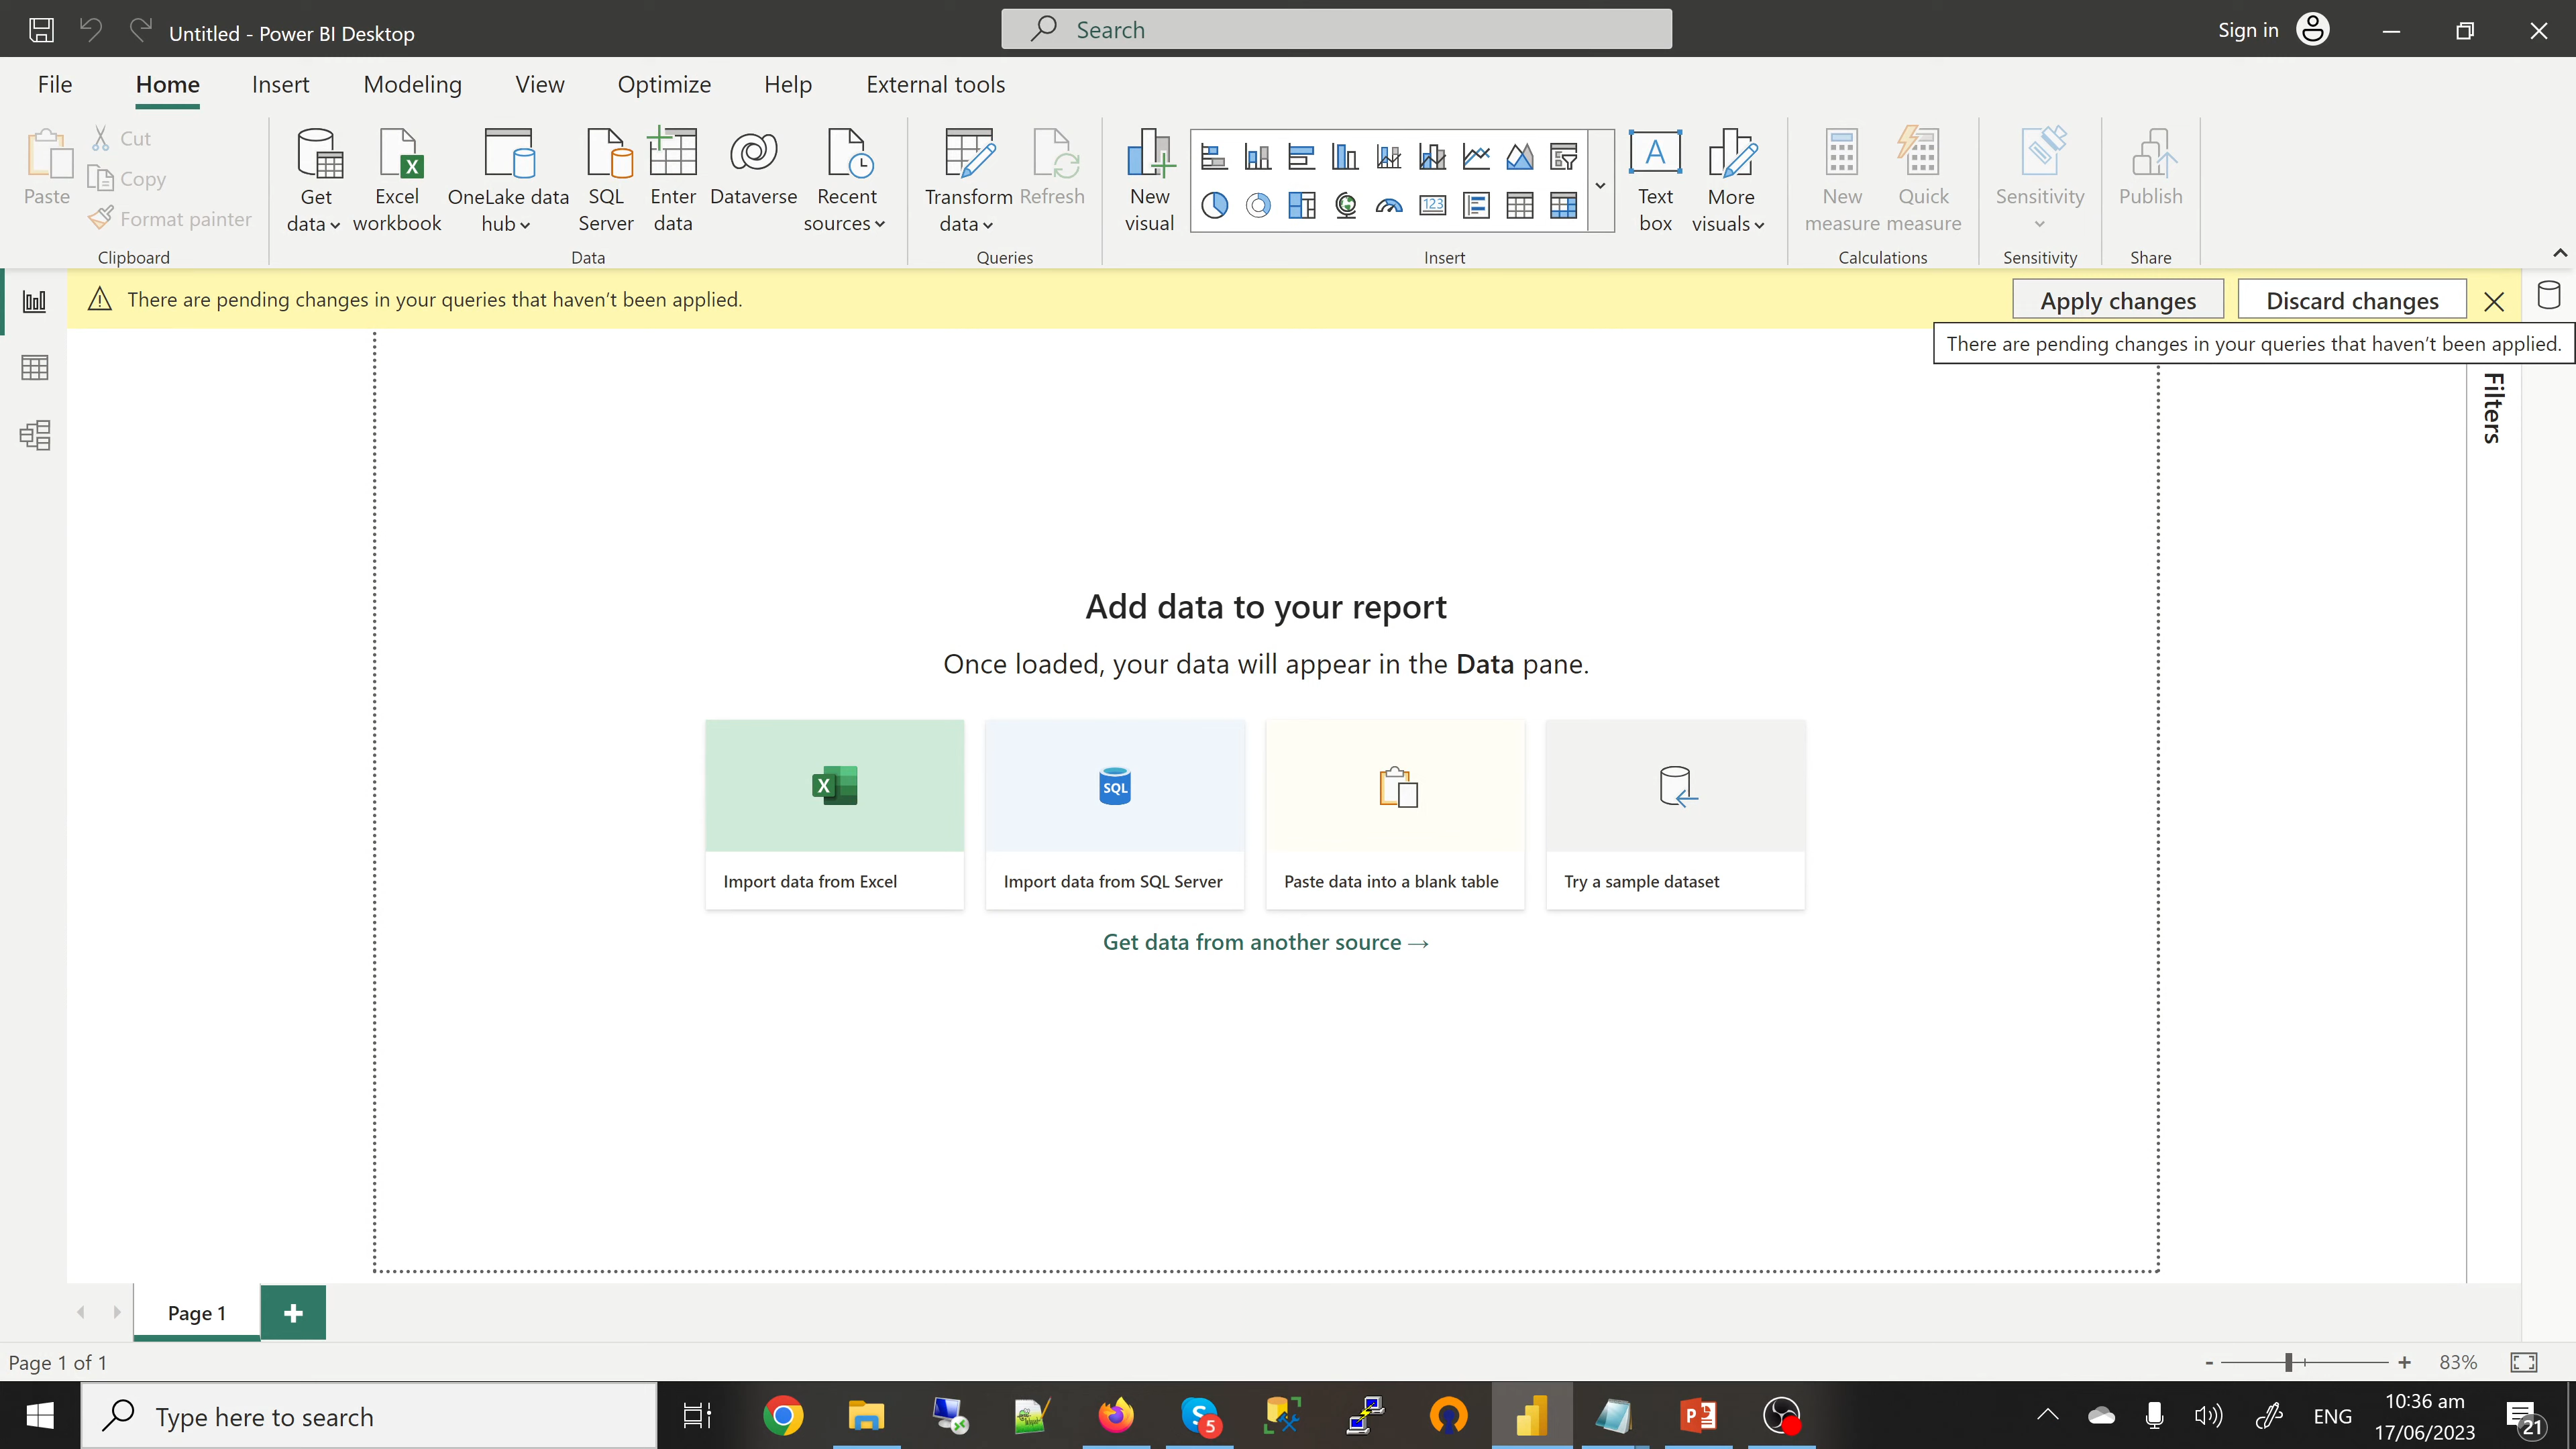 Untitled - Power BI Desktop
Search
Sign in
File Home Insert Modeling View Optimize Help External tools
Paste
Cut
Copy
Format painter
Clipboard
Get
data
Excel
workbook
OneLake data
hub
SQL
Server
Enter
data
Dataverse
Recent
sources
Data
Transform
data
Refresh
Queries
New
visual
123
Insert
A
Text
box
More
visuals
New
measure
Quick
measure
Calculations
Sensitivity
Sensitivity
Publish
Share
There are pending changes in your queries that haven't been applied.
Apply changes
Discard changes
There are pending changes in your queries that haven't been applied.
Filters
Add data to your report
Once loaded, your data will appear in the Data pane.
X
SQL
Import data from Excel
Import data from SQL Server
Paste data into a blank table
Try a sample dataset
Get data from another source →
Page 1
+
Page 1 of 1
- + 83%
Type here to search
5
P
ENG
10:36 am
17/06/2023
21